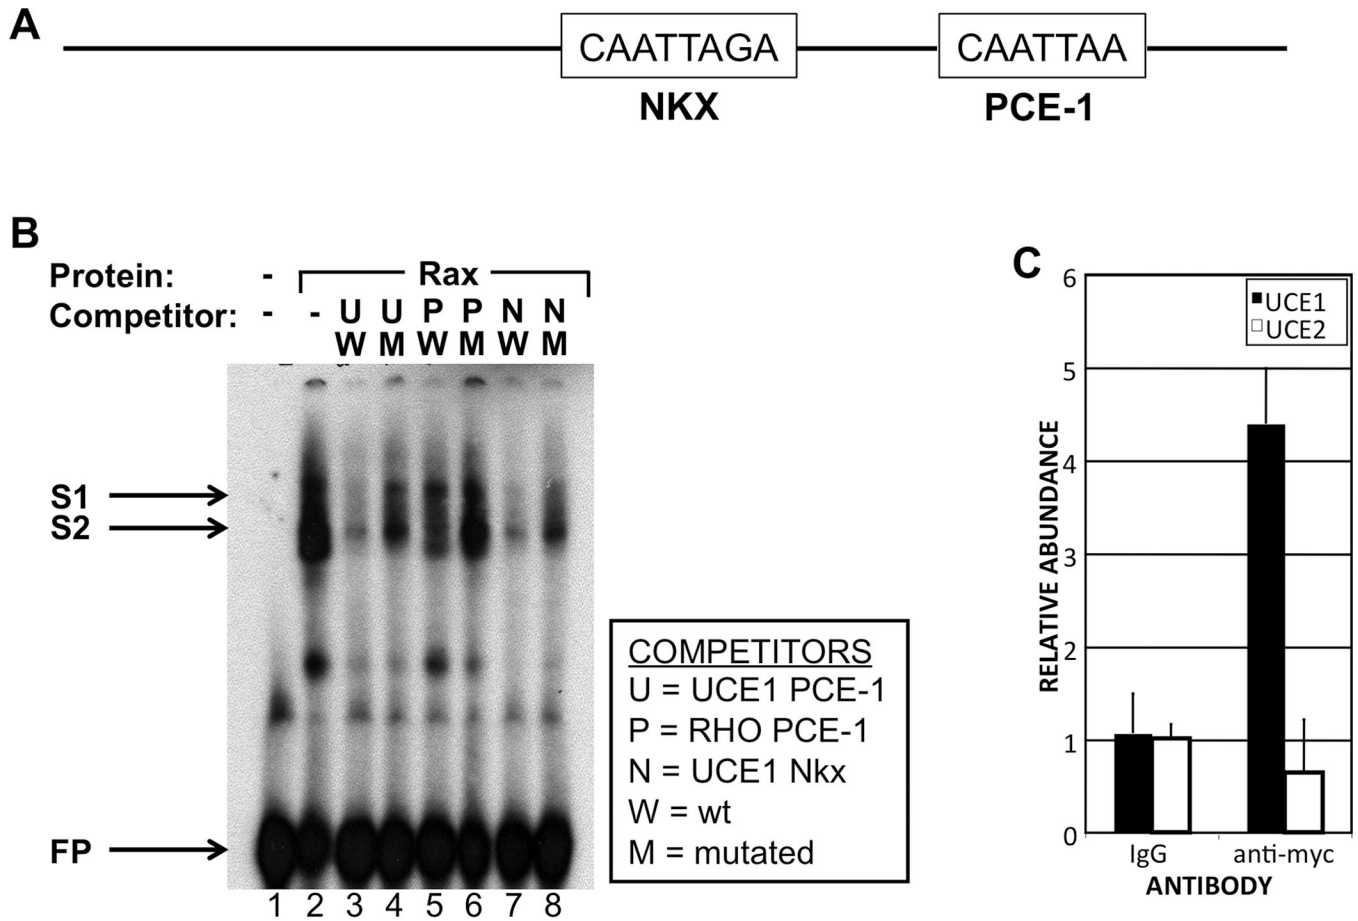 A
CAATTAGA CAATTAA
NKX PCE-1
B
Protein: - Rax
Competitor: - - U U P P N N
W M W M W M
S1
S2
FP
1 2 3 4 5 6 7 8
COMPETITORS
U = UCE1 PCE-1
P = RHO PCE-1
N = UCE1 Nkx
W = wt
M = mutated
C
6
5
4
3
2
1
0
RELATIVE ABUNDANCE
UCE1
UCE2
IgG anti-myc
ANTIBODY